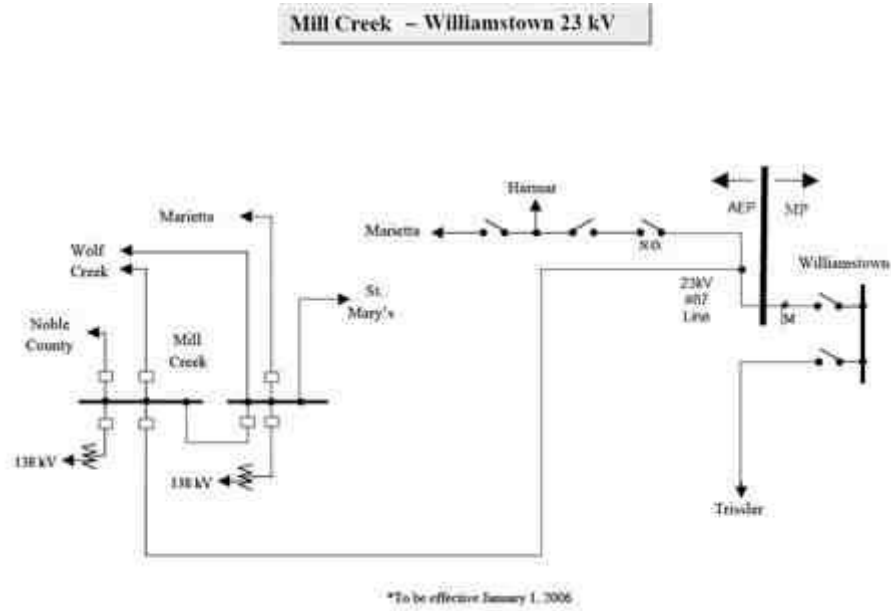 Mill Creek – Williamstown 23 kV
Harmar
AEP
MP
Marietta
Marietta
N.O.
Wolf
Creek
Williamstown
St.
Mary's
23kV
Line
M
Noble
County
Mill
Creek
138 kV
138 kV
Trissler
*To be effective January 1, 2006